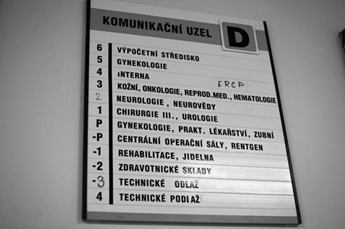 KOMUNIKAČNÍ UZEL D
6 VÝPOČETNÍ STŘEDISKO
5 GYNEKOLOGIE
4 INTERNA
ERCP
3 KOŽNÍ, ONKOLOGIE, REPROD. MED., HEMATOLOGIE
2 NEUROLOGIE, NEUROVĚDY
1 CHIRURGIE III., UROLOGIE
P GYNEKOLOGIE, PRAKT. LÉKAŘSTVÍ, ZUBNÍ
-P CENTRÁLNÍ OPERAČNÍ SÁLY, RENTGEN
-1 REHABILITACE, JIDELNA
-2 ZDRAVOTNICKÉ SKLADY
-3 TECHNICKÉ ODLAŽ
4 TECHNICKÉ PODLAŽ